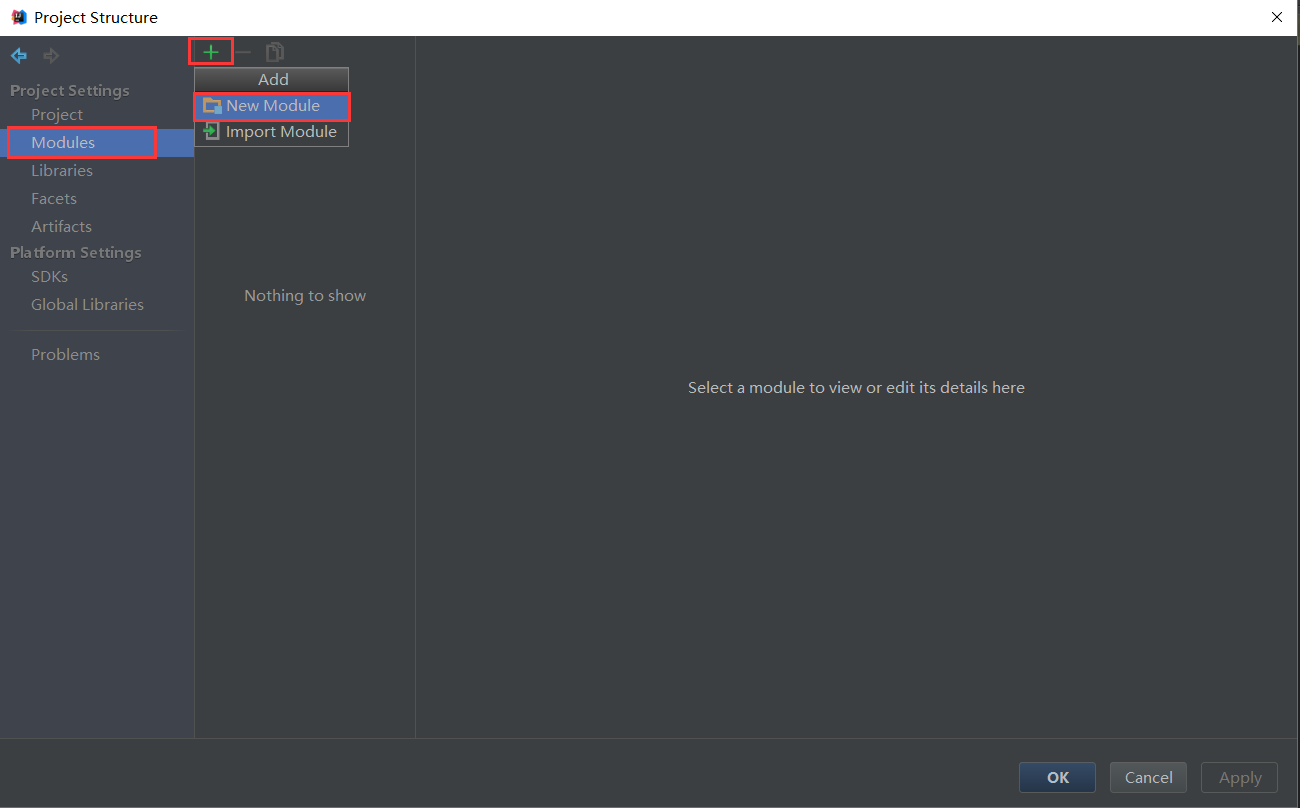 Project Structure
Project Settings
Project
Modules
Libraries
Facets
Artifacts
Platform Settings
SDKs
Global Libraries
Problems
Add
New Module
Import Module
Nothing to show
Select a module to view or edit its details here
OK
Cancel
Apply